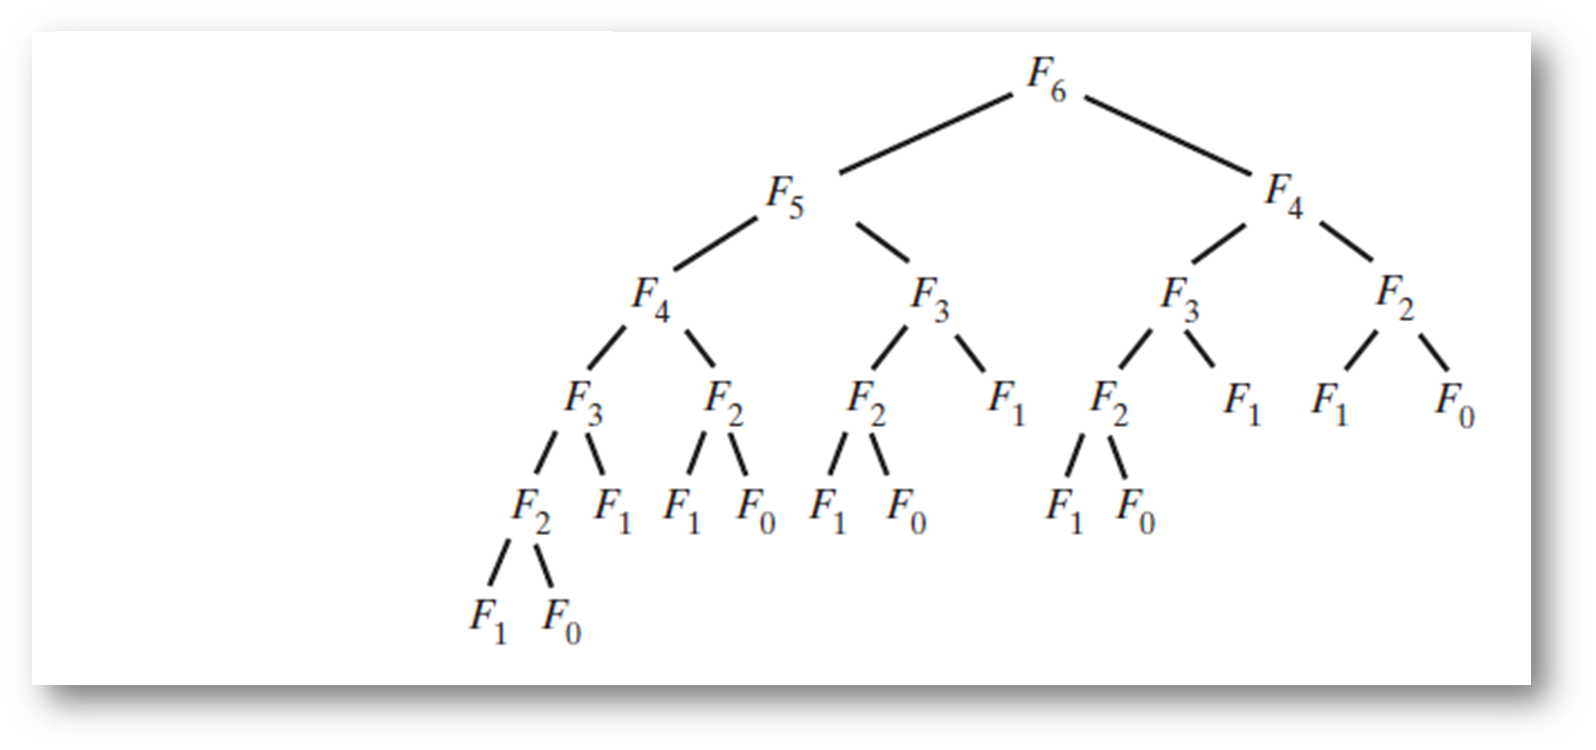 F₆
F₅ F₄
F₄ F₃ F₃ F₂
F₃ F₂ F₂ F₁ F₂ F₁ F₁ F₀
F₂ F₁ F₁ F₀ F₁ F₀ F₁ F₀
F₁ F₀